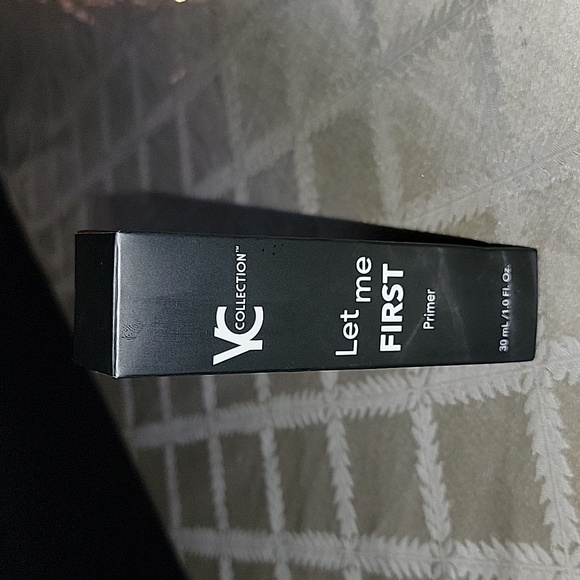 YC
COLLECTION™
Let me
FIRST
Primer
30 mL / 1.0 Fl. Oz.